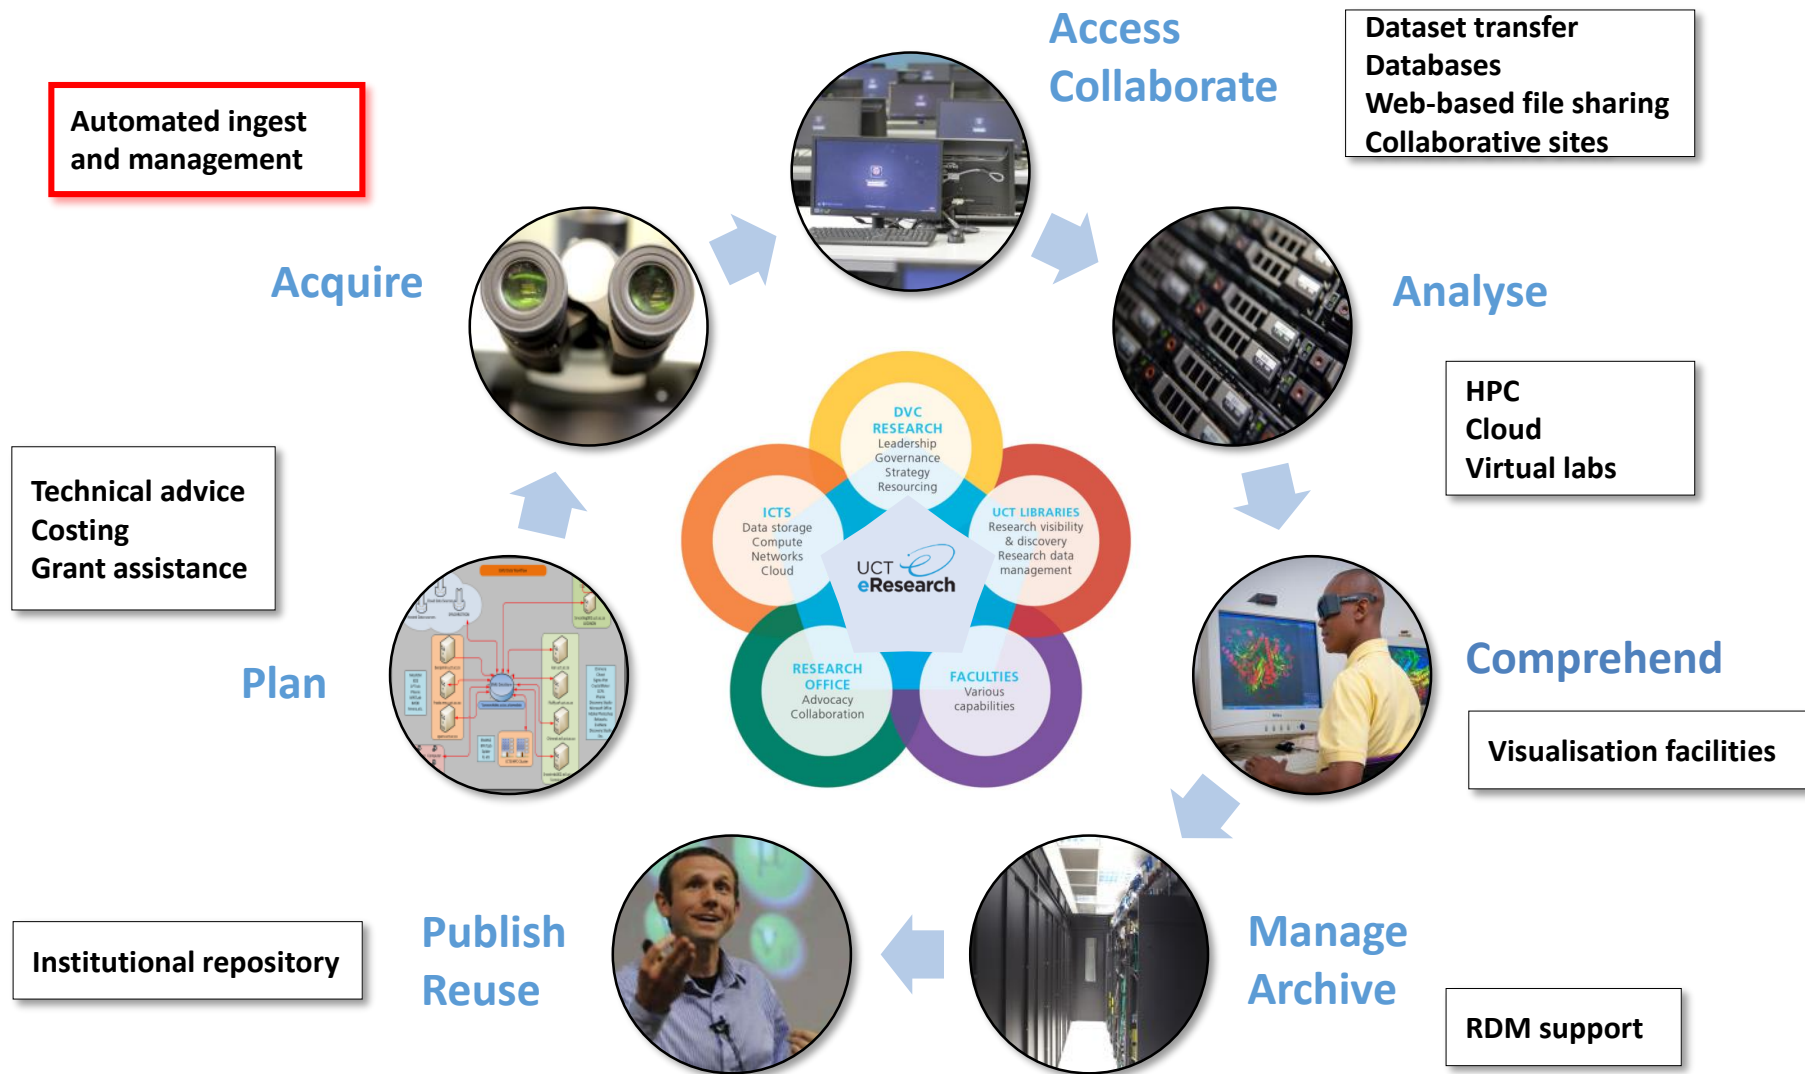 Access
Collaborate
Dataset transfer
Databases
Web-based file sharing
Collaborative sites
Automated ingest
and management
Acquire
Analyse
HPC
Cloud
Virtual labs
Technical advice
Costing
Grant assistance
Plan
DVC
RESEARCH
Leadership
Governance
Strategy
Resourcing
ICTS
Data storage
Compute
Networks
Cloud
UCT LIBRARIES
Research visibility
& discovery
Research data
management
UCT
eResearch
RESEARCH
OFFICE
Advocacy
Collaboration
FACULTIES
Various
capabilities
Comprehend
Visualisation facilities
Publish
Reuse
Institutional repository
Manage
Archive
RDM support